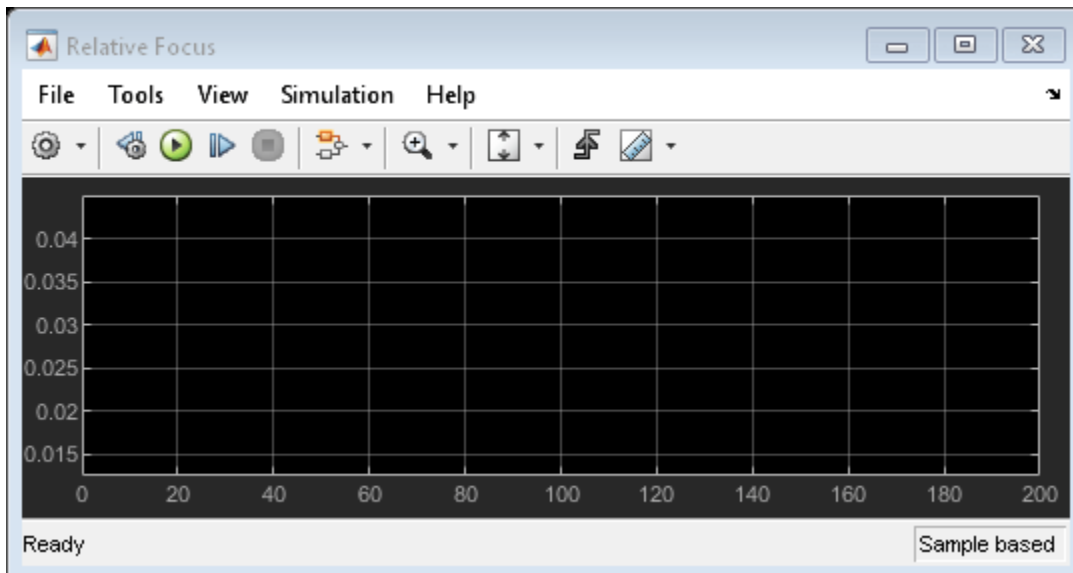 Relative Focus
File Tools View Simulation Help
0.04
0.035
0.03
0.025
0.02
0.015
0 20 40 60 80 100 120 140 160 180 200
Ready Sample based